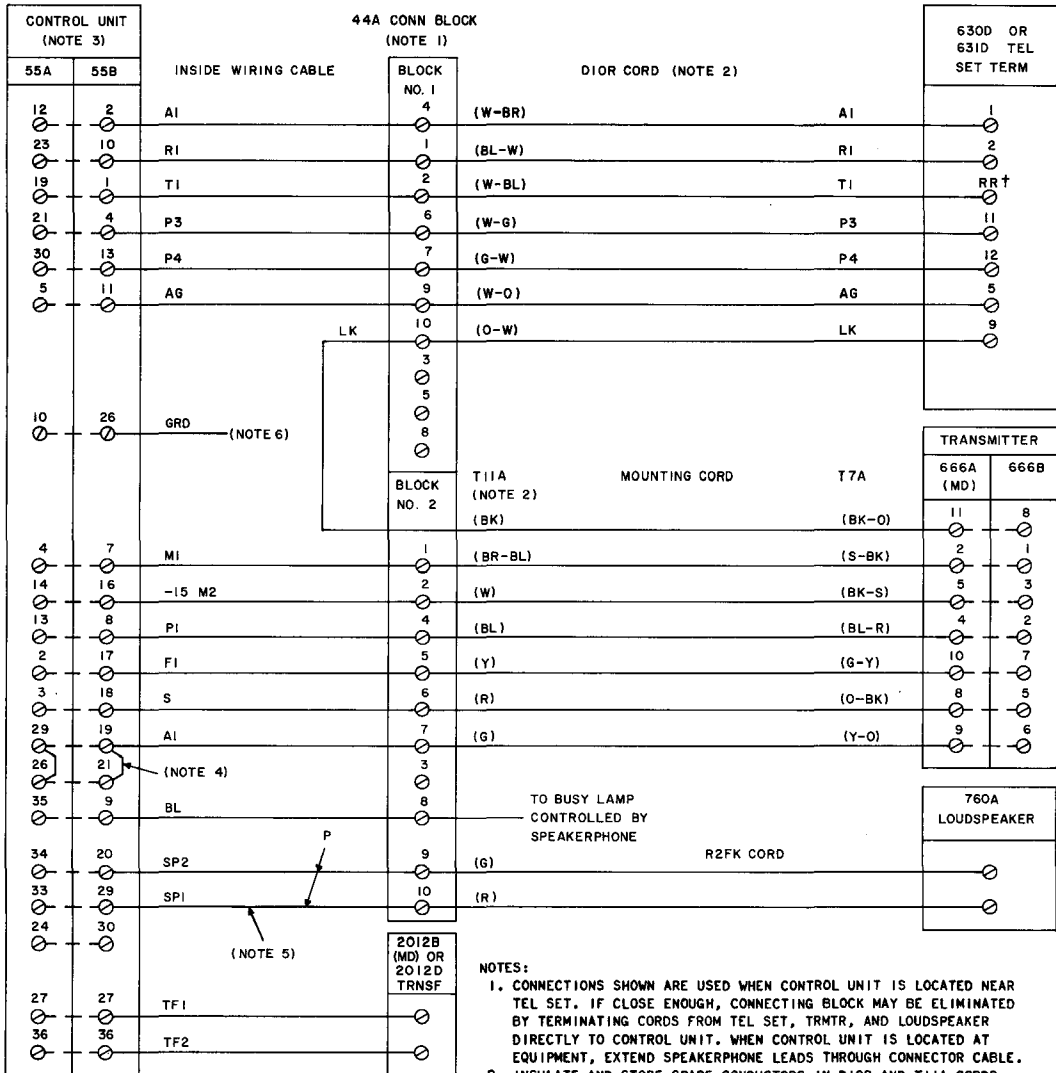 CONTROL UNIT
(NOTE 3)
44A CONN BLOCK
(NOTE 1)
630D OR
631D TEL
SET TERM
55A 55B INSIDE WIRING CABLE BLOCK
NO. 1
DIOR CORD (NOTE 2)
12 2 A1 4 (W-BR) A1 1
23 10 R1 1 (BL-W) R1 2
19 1 T1 2 (W-BL) T1 RR†
21 4 P3 6 (W-G) P3 11
30 13 P4 7 (G-W) P4 12
5 11 AG 9 (W-O) AG 5
LK 10 (O-W) LK 9
3
5
10 26 GRD (NOTE 6) 8
TRANSMITTER
BLOCK
NO. 2
T11A
(NOTE 2)
MOUNTING CORD T7A 666A
(MD)
666B
(BK) (BK-O) 11 8
4 7 M1 1 (BR-BL) (S-BK) 2 1
14 16 -15 M2 2 (W) (BK-S) 5 3
13 8 P1 4 (BL) (BL-R) 4 2
2 17 F1 5 (Y) (G-Y) 10 7
3 18 S 6 (R) (O-BK) 8 5
29 19 A1 7 (G) (Y-O) 9 6
26 21 (NOTE 4) 3
35 9 BL 8 TO BUSY LAMP
CONTROLLED BY
SPEAKERPHONE
760A
LOUDSPEAKER
P
34 20 SP2 9 (G) R2FK CORD
33 29 SP1 10 (R)
24 30
(NOTE 5)
2012B
(MD) OR
2012D
TRNSF
27 27 TF1
36 36 TF2
NOTES:
1. CONNECTIONS SHOWN ARE USED WHEN CONTROL UNIT IS LOCATED NEAR
TEL SET. IF CLOSE ENOUGH, CONNECTING BLOCK MAY BE ELIMINATED
BY TERMINATING CORDS FROM TEL SET, TRMTR, AND LOUDSPEAKER
DIRECTLY TO CONTROL UNIT. WHEN CONTROL UNIT IS LOCATED AT
EQUIPMENT, EXTEND SPEAKERPHONE LEADS THROUGH CONNECTOR CABLE.